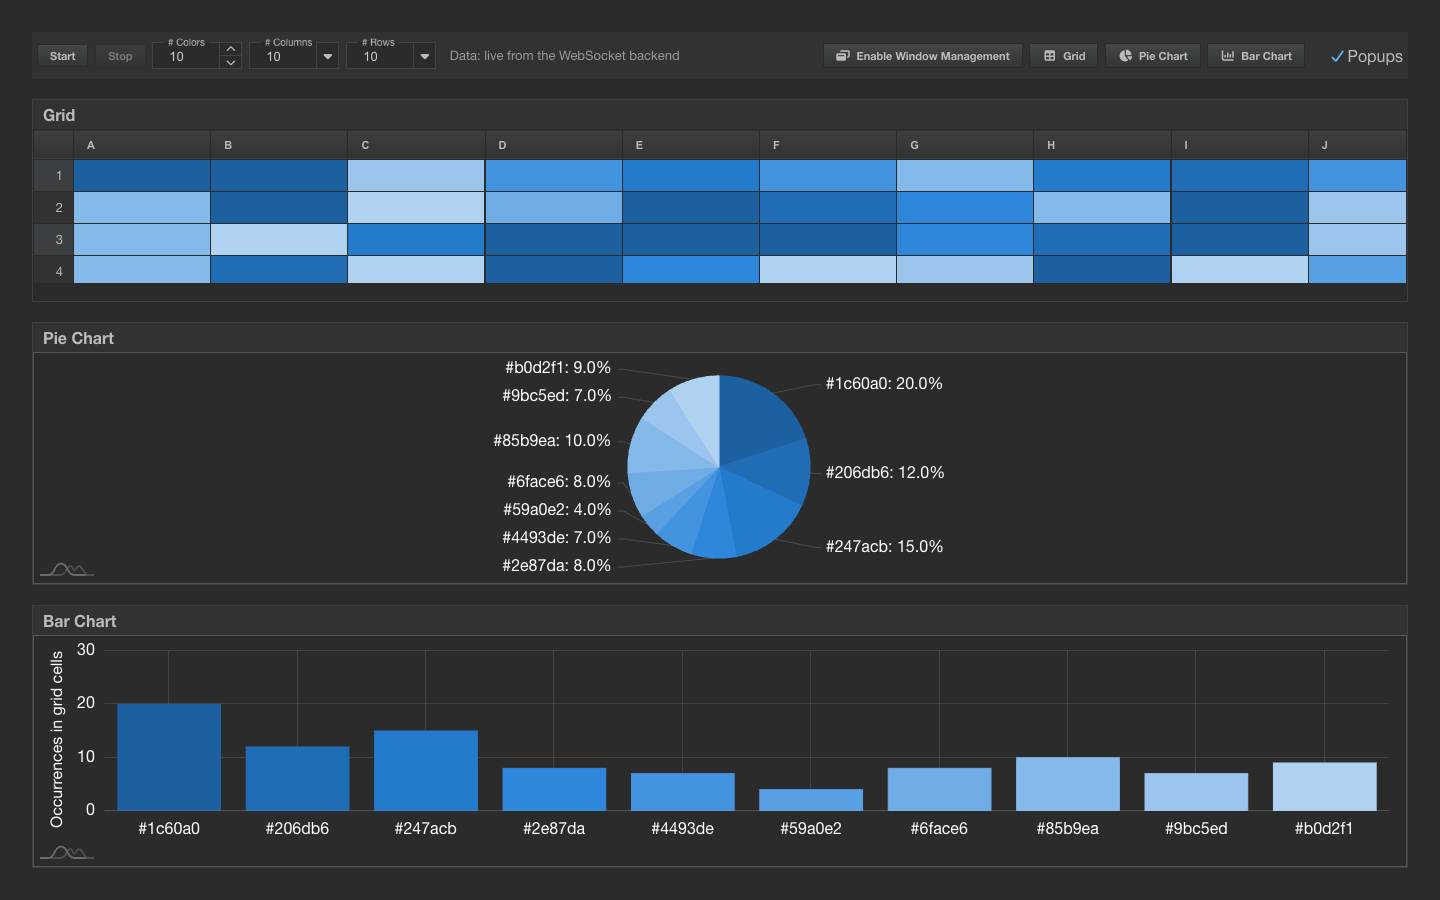 # Colors
# Columns
# Rows
Start Stop 10 10 10 Data: live from the WebSocket backend Enable Window Management Grid Pie Chart Bar Chart Popups
Grid
A B C D E F G H I J
1
2
3
4
Pie Chart
#b0d2f1: 9.0%
#9bc5ed: 7.0%
#85b9ea: 10.0%
#6face6: 8.0%
#59a0e2: 4.0%
#4493de: 7.0%
#2e87da: 8.0%
#1c60a0: 20.0%
#206db6: 12.0%
#247acb: 15.0%
Bar Chart
Occurrences in grid cells
30
20
10
0
#1c60a0 #206db6 #247acb #2e87da #4493de #59a0e2 #6face6 #85b9ea #9bc5ed #b0d2f1